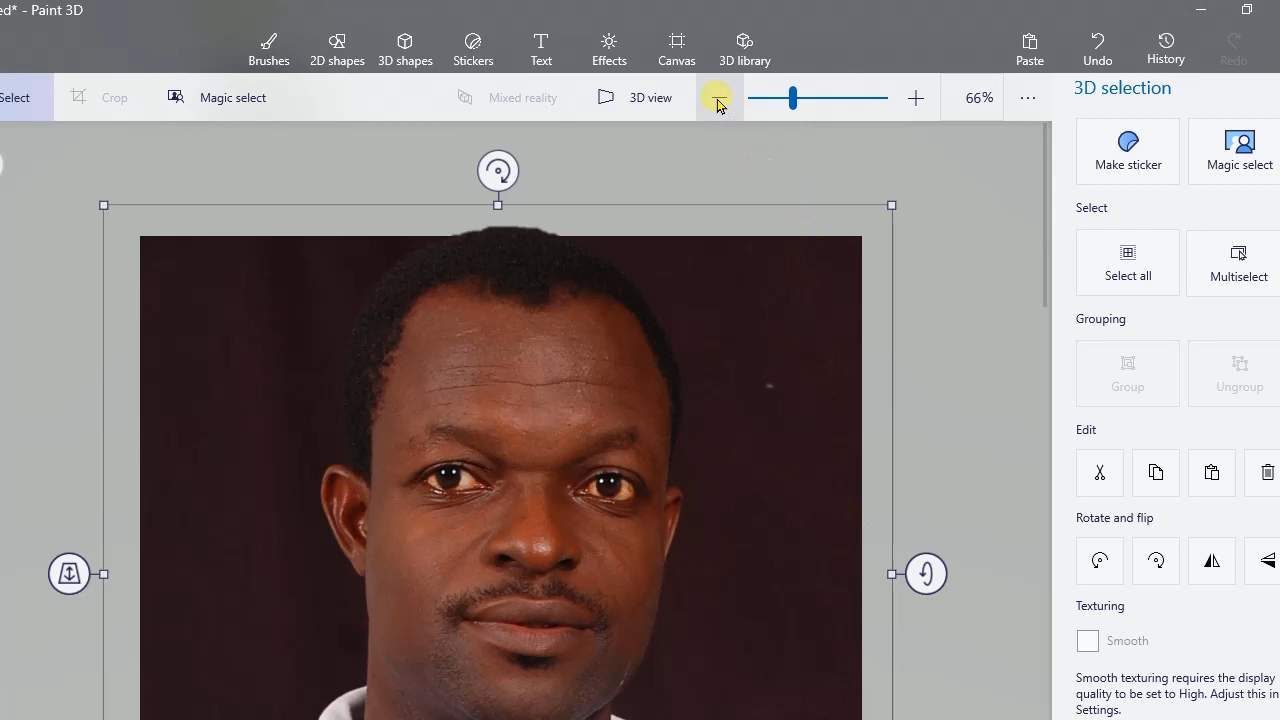 ed* - Paint 3D
Brushes 2D shapes 3D shapes Stickers Text Effects Canvas 3D library Paste Undo History Redo
Select Crop Magic select Mixed reality 3D view 66% ...
3D selection
Make sticker Magic select
Select
Select all Multiselect
Grouping
Group Ungroup
Edit
Rotate and flip
Texturing
Smooth
Smooth texturing requires the display
quality to be set to High. Adjust this in
Settings.